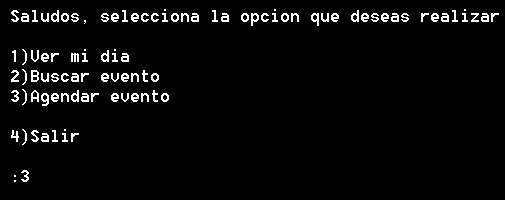 Saludos, selecciona la opcion que deseas realizar
1)Ver mi dia
2)Buscar evento
3)Agendar evento
4)Salir
:3